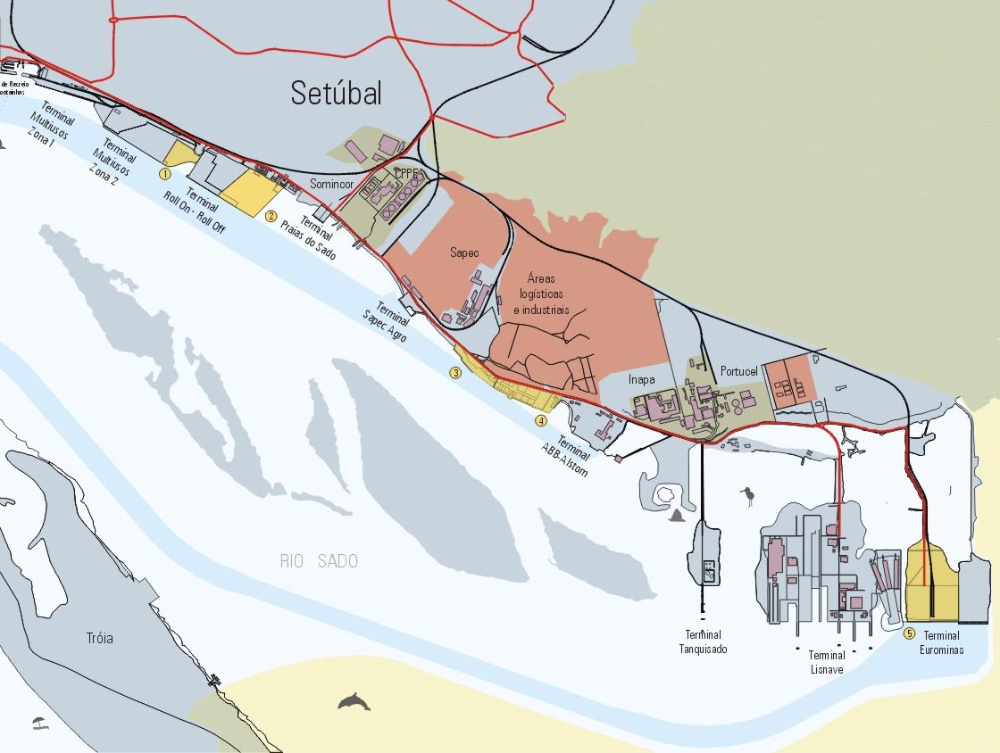 Setúbal
de Recreio
ontainhas
Terminal
Multiusos
Zona 1
Terminal
Multiusos
Zona 2
1
Terminal
Roll On - Roll Off
2
Terminal
Praias do Sado
Somincor
CPPE
Sapec
Áreas
logísticas
e industriais
Terminal
Sapec Agro
3
4
Terminal
ABB-Alstom
Inapa
Portucel
RIO SADO
Tróia
Terminal
Tanquisado
Terminal
Lisnave
5
Terminal
Eurominas